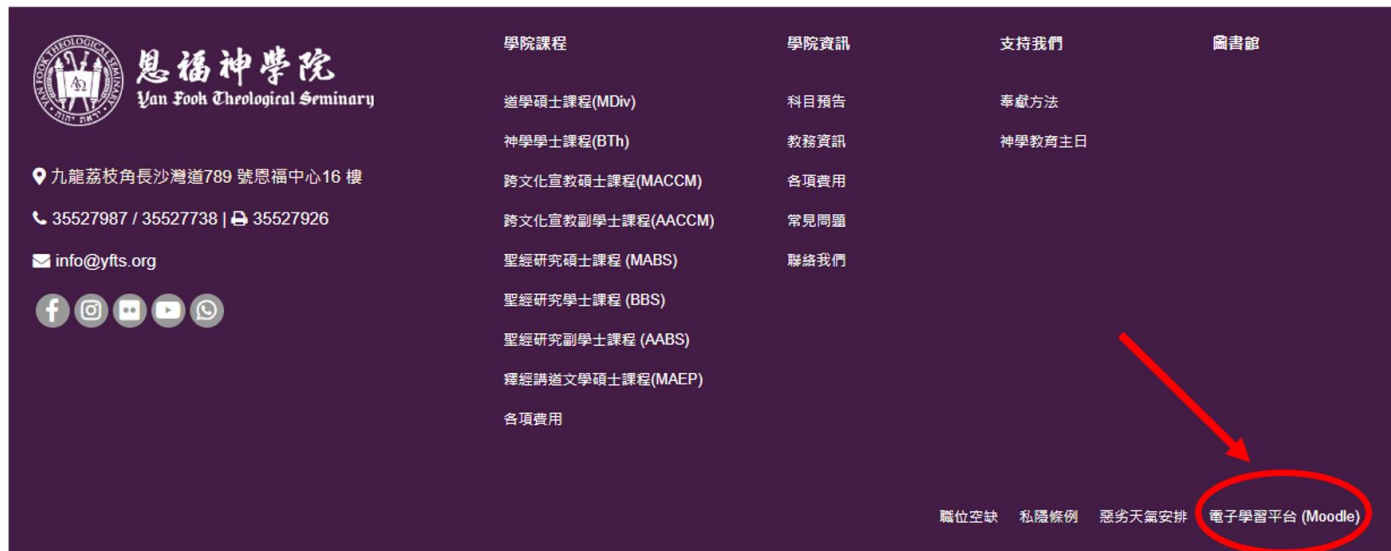 恩福神學院
Yan Fook Theological Seminary
九龍荔枝角長沙灣道789 號恩福中心16 樓
35527987 / 35527738 | 35527926
info@yfts.org
學院課程
道學碩士課程(MDiv)
神學學士課程(BTh)
跨文化宣教碩士課程(MACCM)
跨文化宣教副學士課程(AACCM)
聖經研究碩士課程 (MABS)
聖經研究學士課程 (BBS)
聖經研究副學士課程 (AABS)
釋經講道文學碩士課程(MAEP)
各項費用
學院資訊
科目預告
教務資訊
各項費用
常見問題
聯絡我們
支持我們
奉獻方法
神學教育主日
圖書館
職位空缺 私隱條例 惡劣天氣安排 電子學習平台 (Moodle)